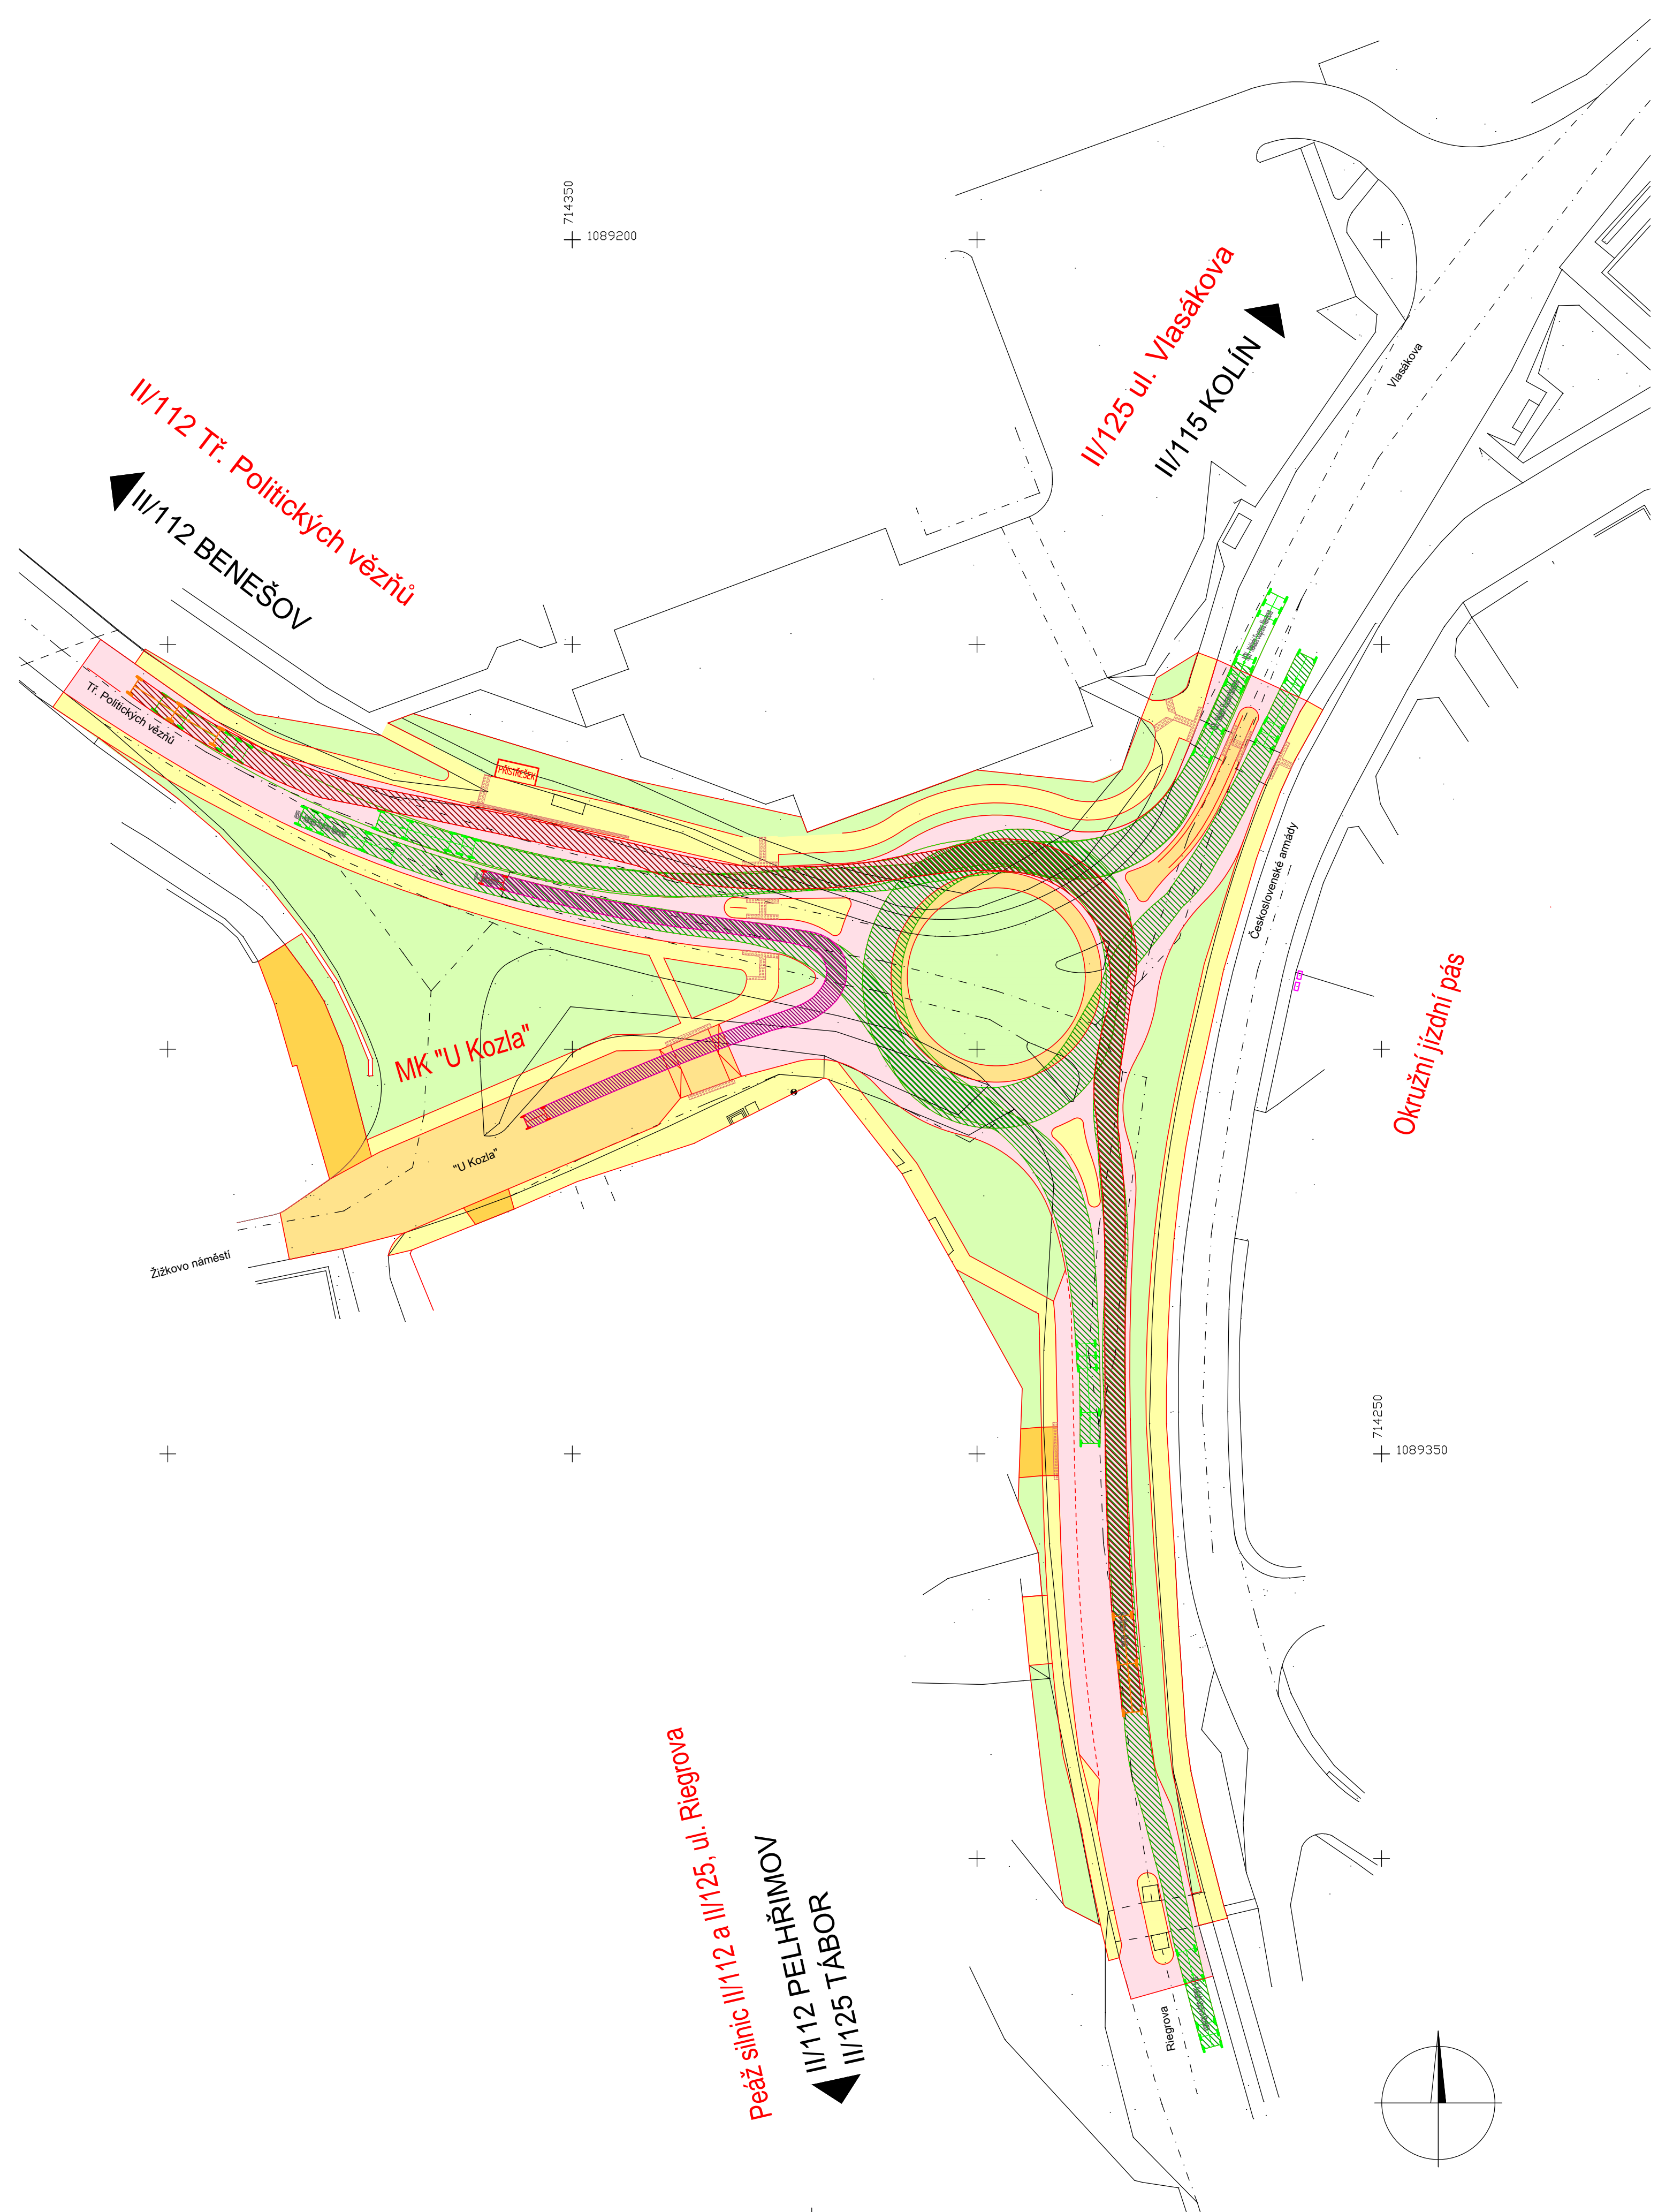 714350
1089200
II/125 ul. Vlasákova
II/115 KOLÍN
Vlasákova
II/112 Tř. Politických vězňů
II/112 BENEŠOV
Tř. Politických vězňů
PŘÍSTŘEŠEK
Československé armády
Okružní jízdní pás
MK "U Kozla"
"U Kozla"
Žižkovo náměstí
714250
1089350
Peáž silnic II/112 a II/125, ul. Riegrova
II/112 PELHŘIMOV
II/125 TÁBOR
Riegrova